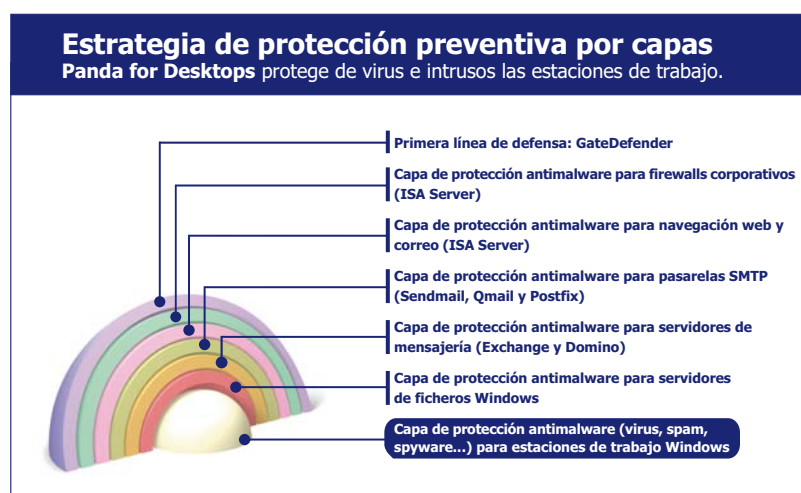 Estrategia de protección preventiva por capas
Panda for Desktops protege de virus e intrusos las estaciones de trabajo.
Primera línea de defensa: GateDefender
Capa de protección antimalware para firewalls corporativos
(ISA Server)
Capa de protección antimalware para navegación web y
correo (ISA Server)
Capa de protección antimalware para pasarelas SMTP
(Sendmail, Qmail y Postfix)
Capa de protección antimalware para servidores de
mensajería (Exchange y Domino)
Capa de protección antimalware para servidores
de ficheros Windows
Capa de protección antimalware (virus, spam,
spyware...) para estaciones de trabajo Windows